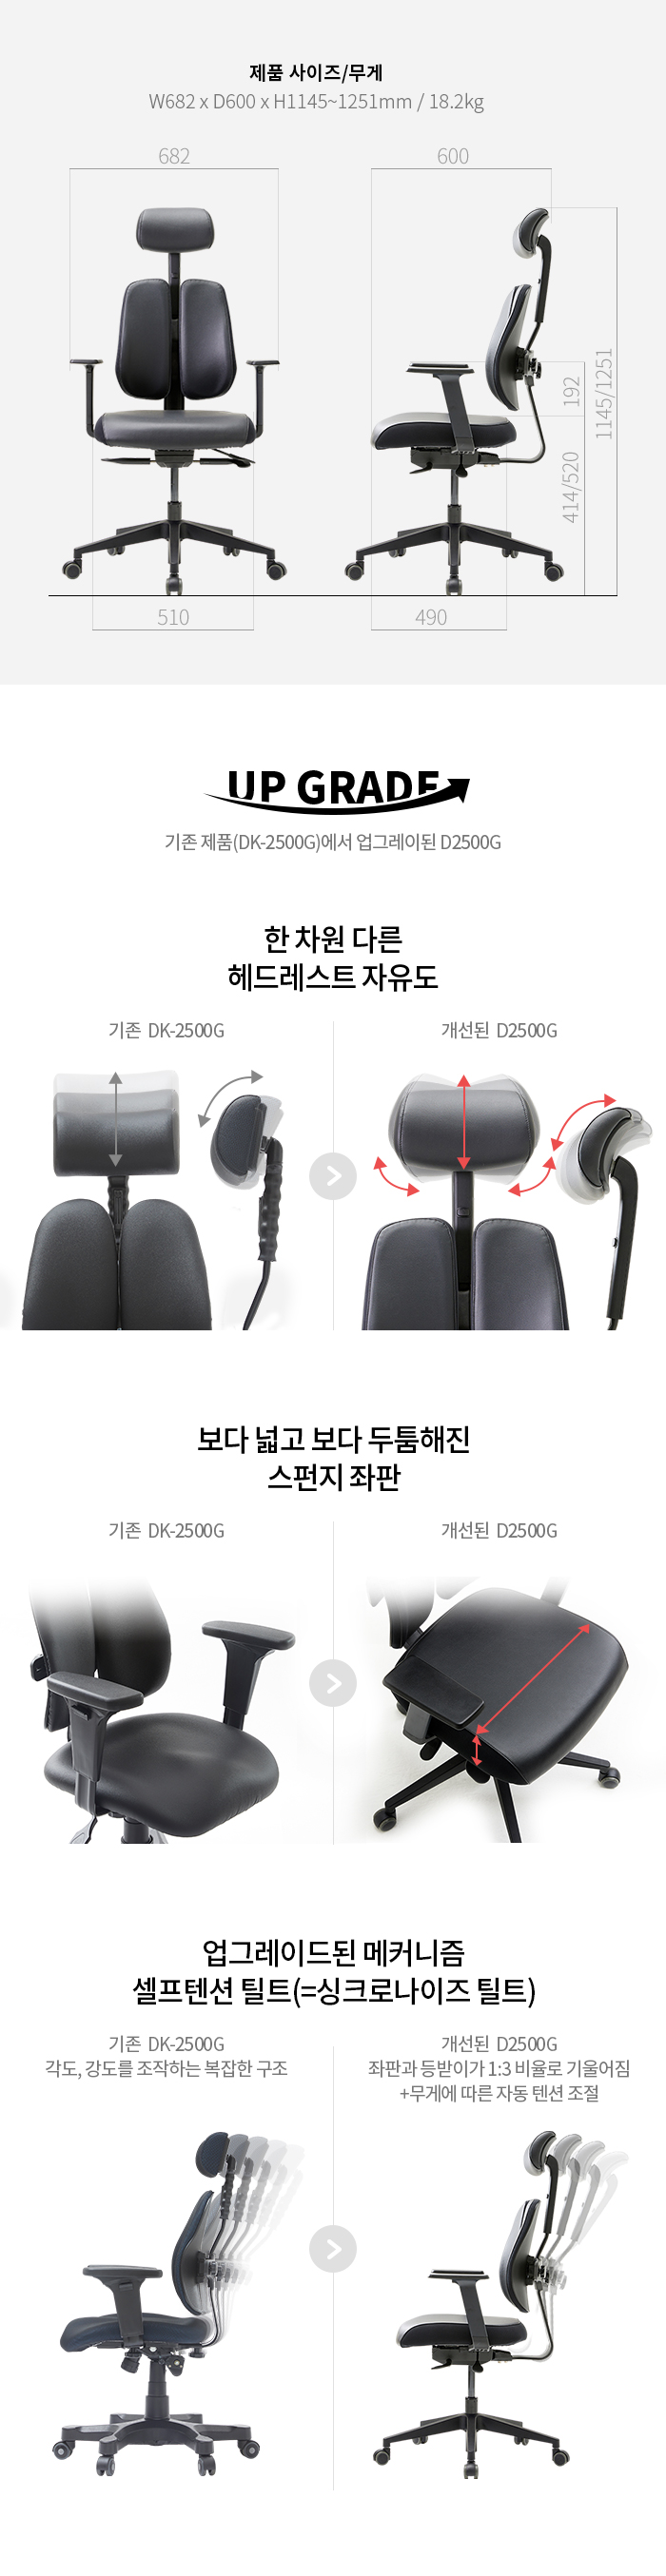 제품 사이즈/무게
W682 x D600 x H1145~1251mm / 18.2kg
682
600
192
1145/1251
414/520
510
490
UP GRADE
기존 제품(DK-2500G)에서 업그레이된 D2500G
한 차원 다른
헤드레스트 자유도
기존 DK-2500G
개선된 D2500G
보다 넓고 보다 두툼해진
스펀지 좌판
기존 DK-2500G
개선된 D2500G
업그레이드된 메커니즘
셀프텐션 틸트(=싱크로나이즈 틸트)
기존 DK-2500G
각도, 강도를 조작하는 복잡한 구조
개선된 D2500G
좌판과 등받이가 1:3 비율로 기울어짐
+무게에 따른 자동 텐션 조절